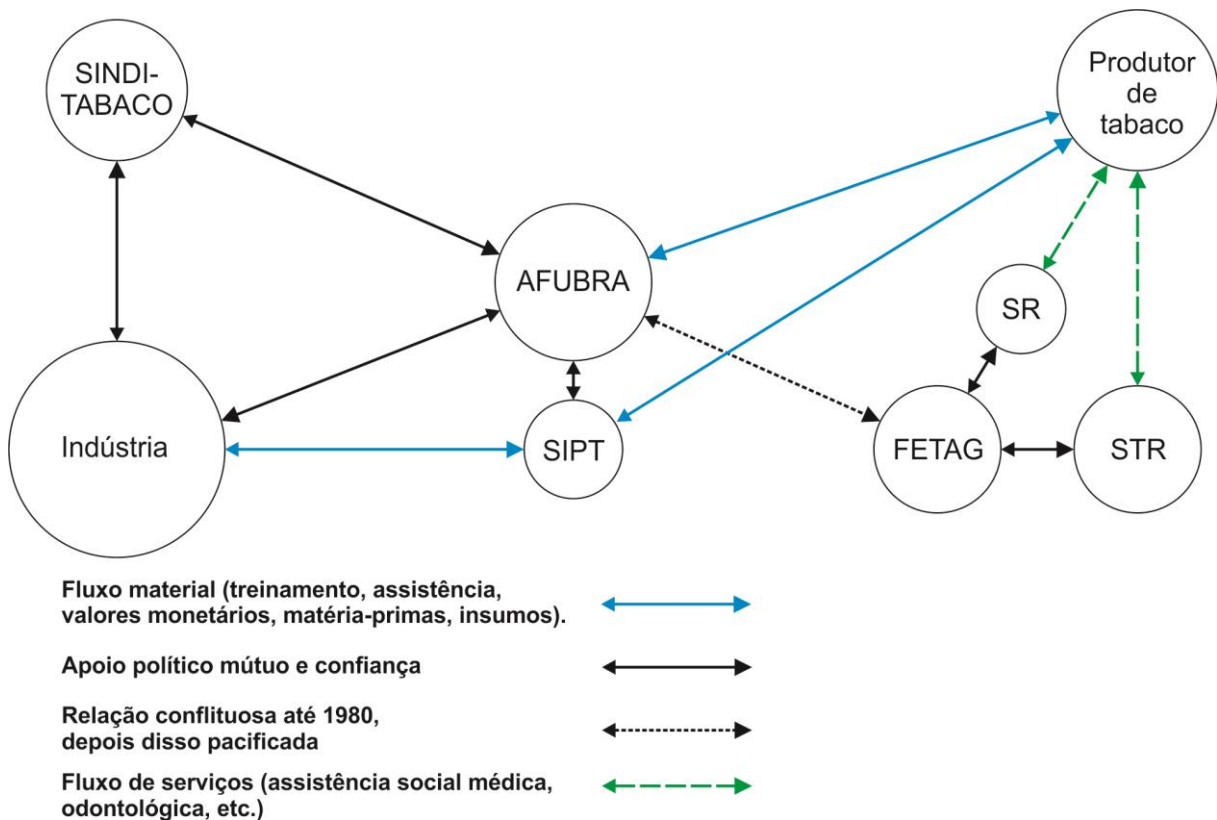 SINDI-
TABACO
Produtor
de
tabaco
AFUBRA
SR
Indústria
SIPT
FETAG
STR
Fluxo material (treinamento, assistência,
valores monetários, matéria-primas, insumos).
Apoio político mútuo e confiança
Relação conflituosa até 1980,
depois disso pacificada
Fluxo de serviços (assistência social médica,
odontológica, etc.)